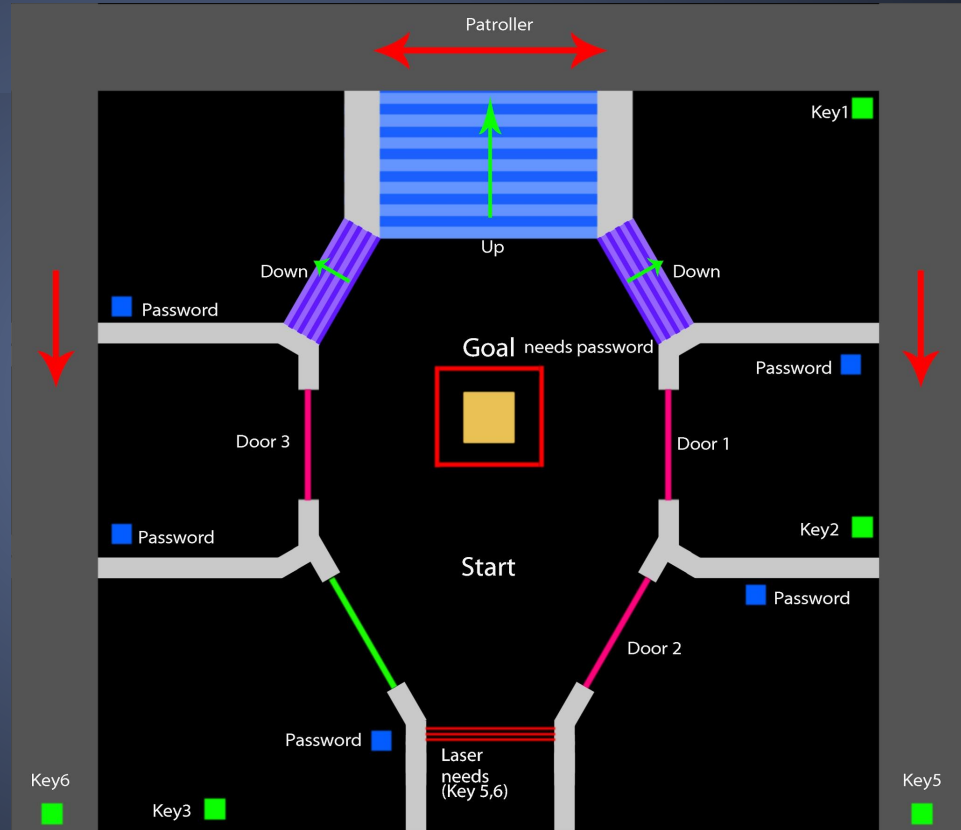 Patroller
Key1
Up
Down
Down
Password
Goal needs password
Password
Door 3
Door 1
Password
Key2
Start
Password
Door 2
Password
Laser
needs
(Key 5,6)
Key6
Key5
Key3